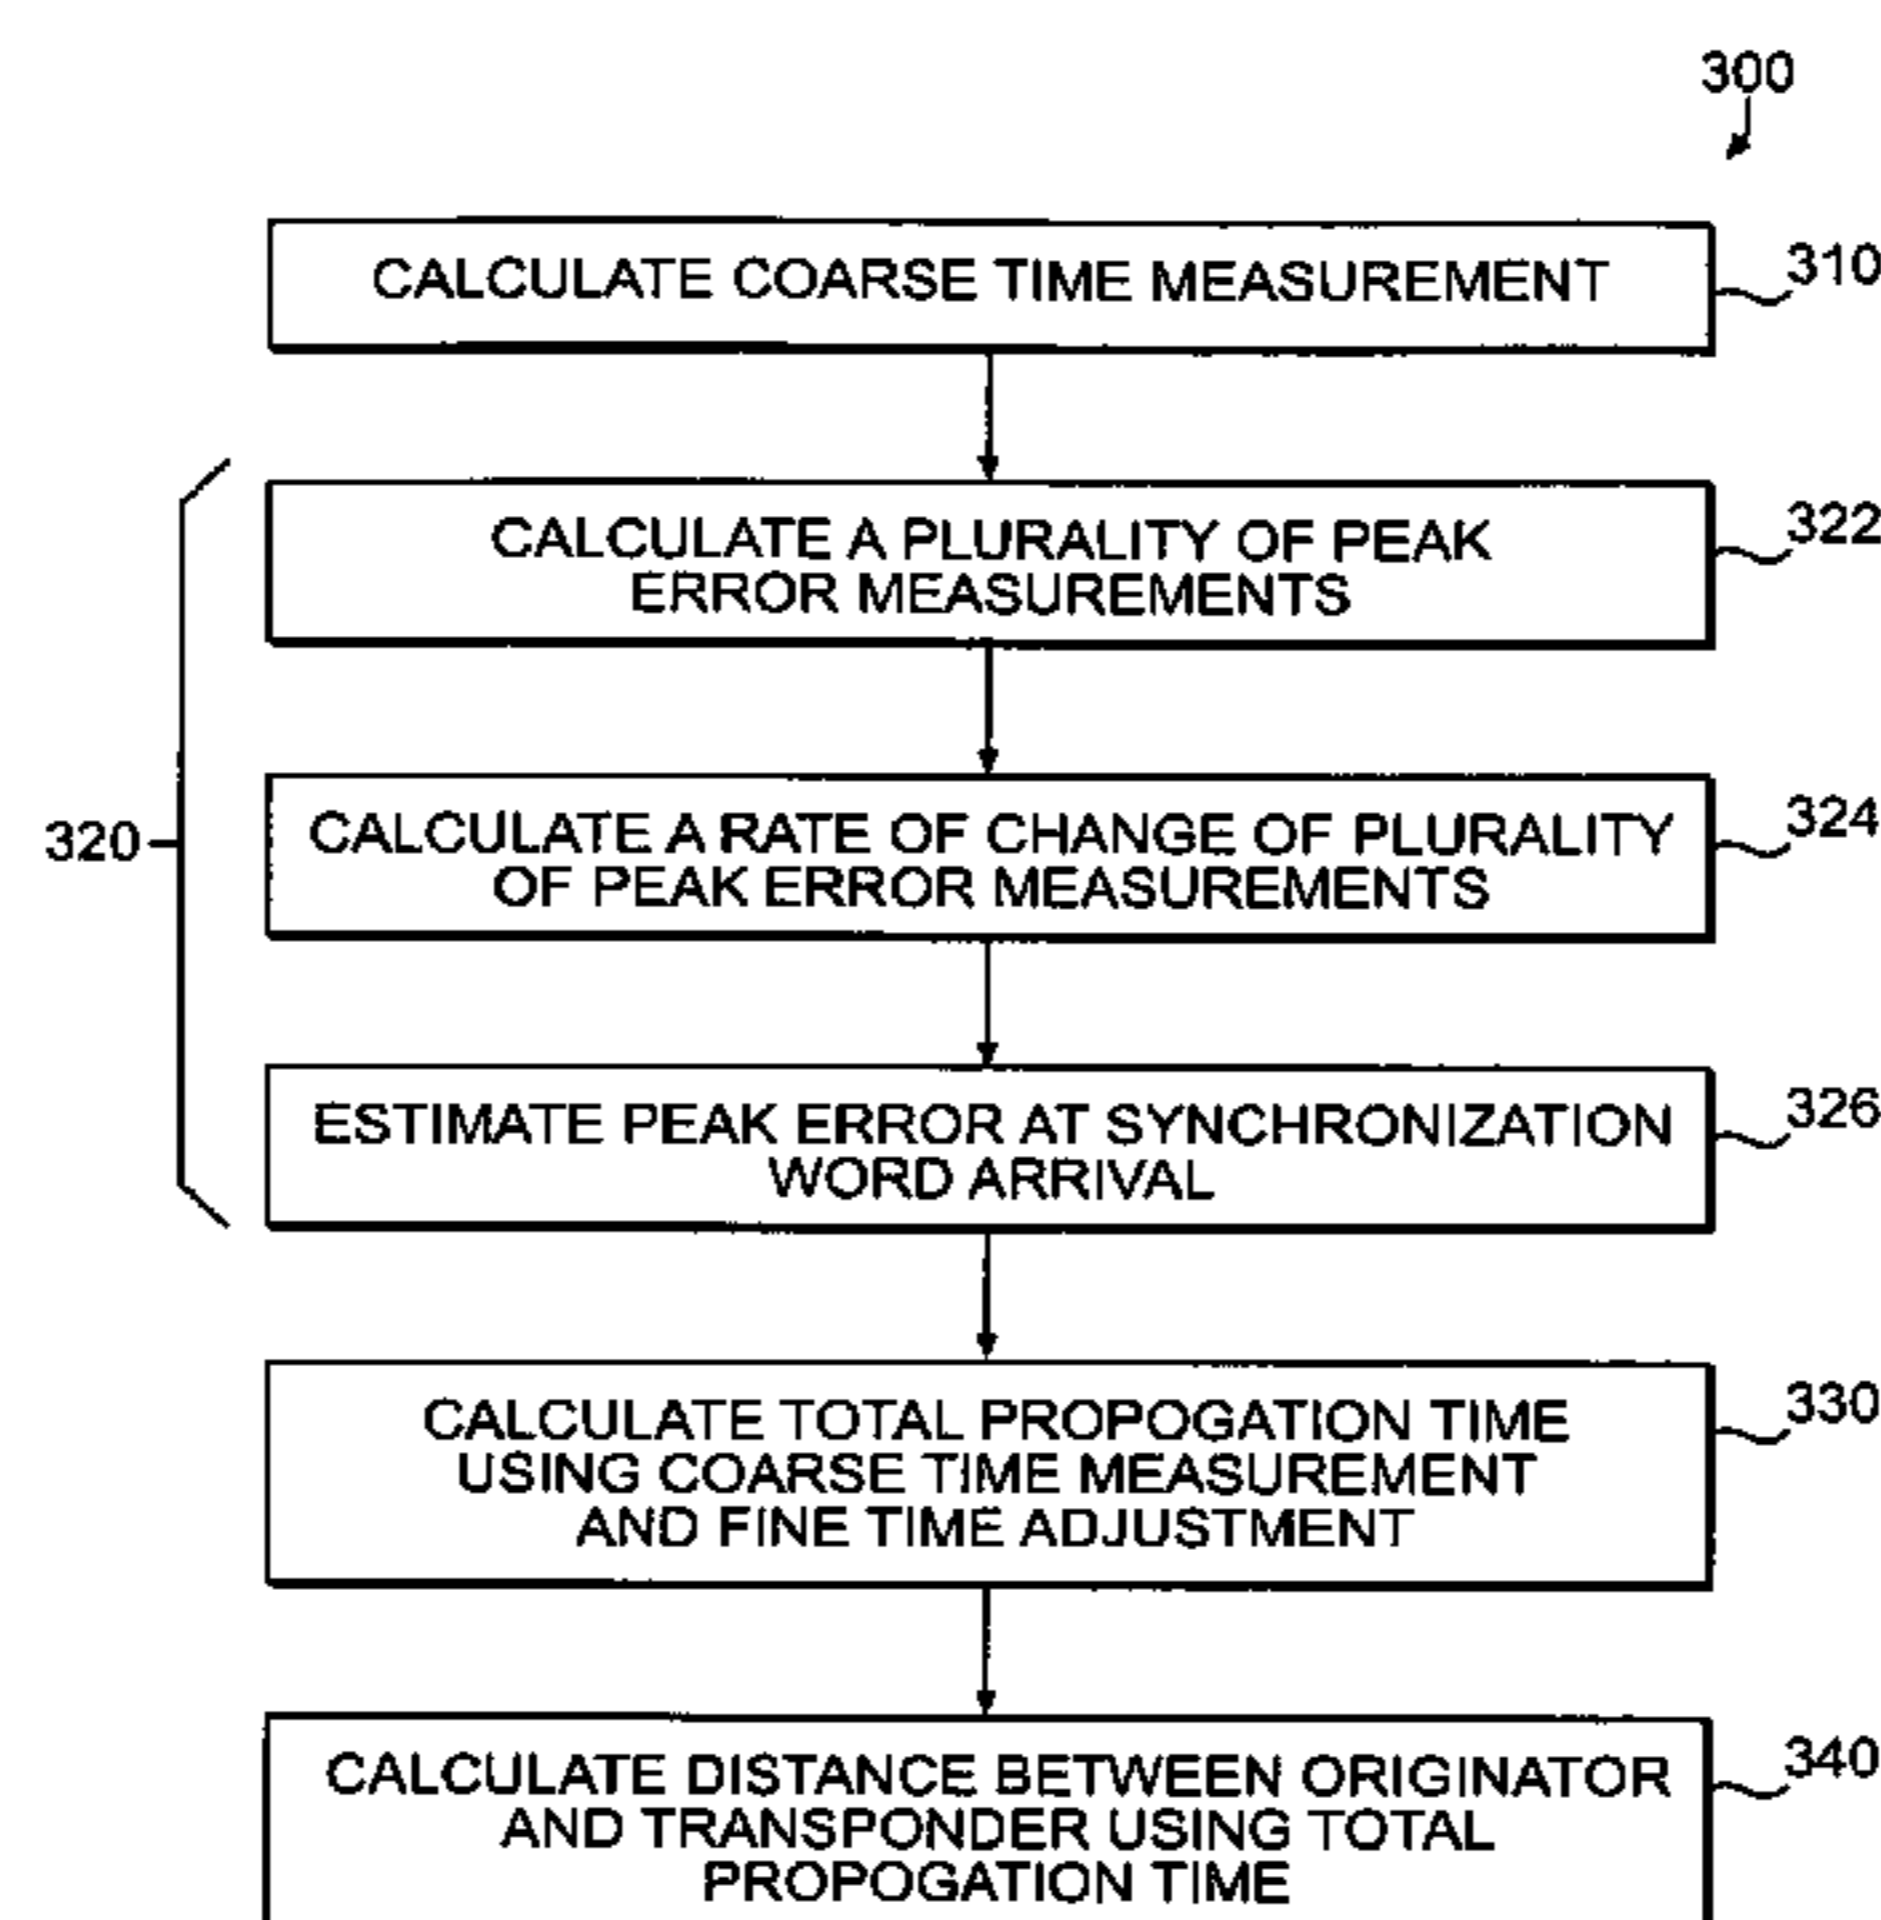 300
CALCULATE COARSE TIME MEASUREMENT
310
CALCULATE A PLURALITY OF PEAK
ERROR MEASUREMENTS
322
320
CALCULATE A RATE OF CHANGE OF PLURALITY
OF PEAK ERROR MEASUREMENTS
324
ESTIMATE PEAK ERROR AT SYNCHRONIZATION
WORD ARRIVAL
326
CALCULATE TOTAL PROPOGATION TIME
USING COARSE TIME MEASUREMENT
AND FINE TIME ADJUSTMENT
330
CALCULATE DISTANCE BETWEEN ORIGINATOR
AND TRANSPONDER USING TOTAL
PROPOGATION TIME
340